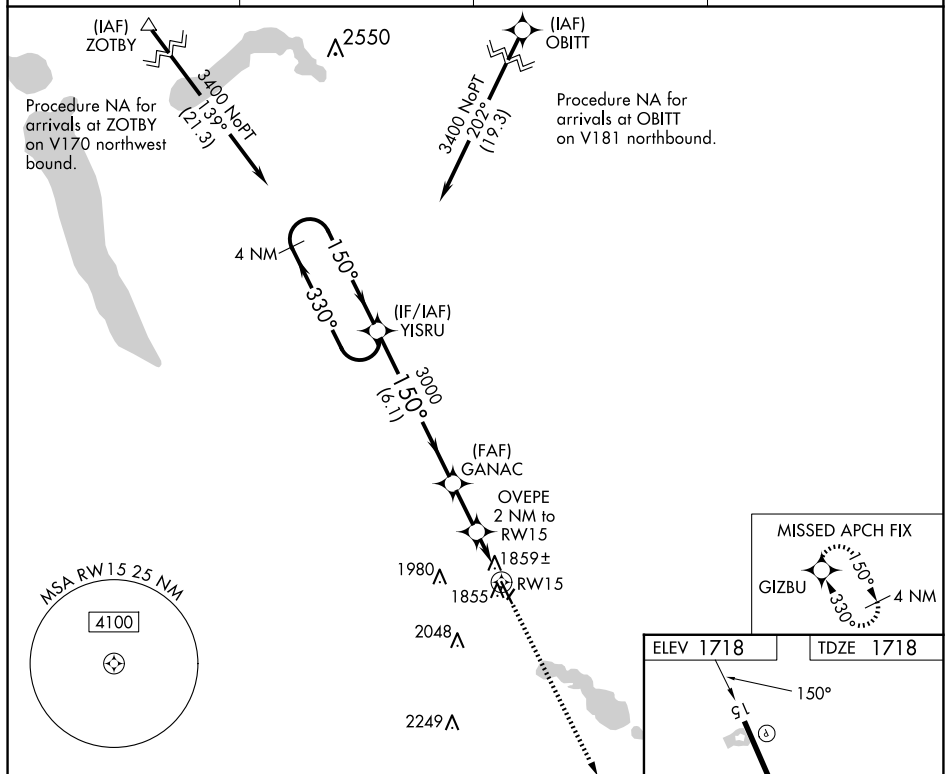 (IAF)
ZOTBY
2550
(IAF)
OBITT
3400 NoPT
139°
(21.3)
3400 NoPT
202°
(19.3)
Procedure NA for
arrivals at ZOTBY
on V170 northwest
bound.
Procedure NA for
arrivals at OBITT
on V181 northbound.
4 NM
150°
330°
(IF/IAF)
YISRU
3000
150°
(6.1)
(FAF)
GANAC
OVEPE
2 NM to
RW15
1859±
1980
RW15
1855
2048
2249
MSA RW15 25 NM
4100
MISSED APCH FIX
GIZBU
150°
330°
4 NM
ELEV 1718
TDZE 1718
150°
15
P